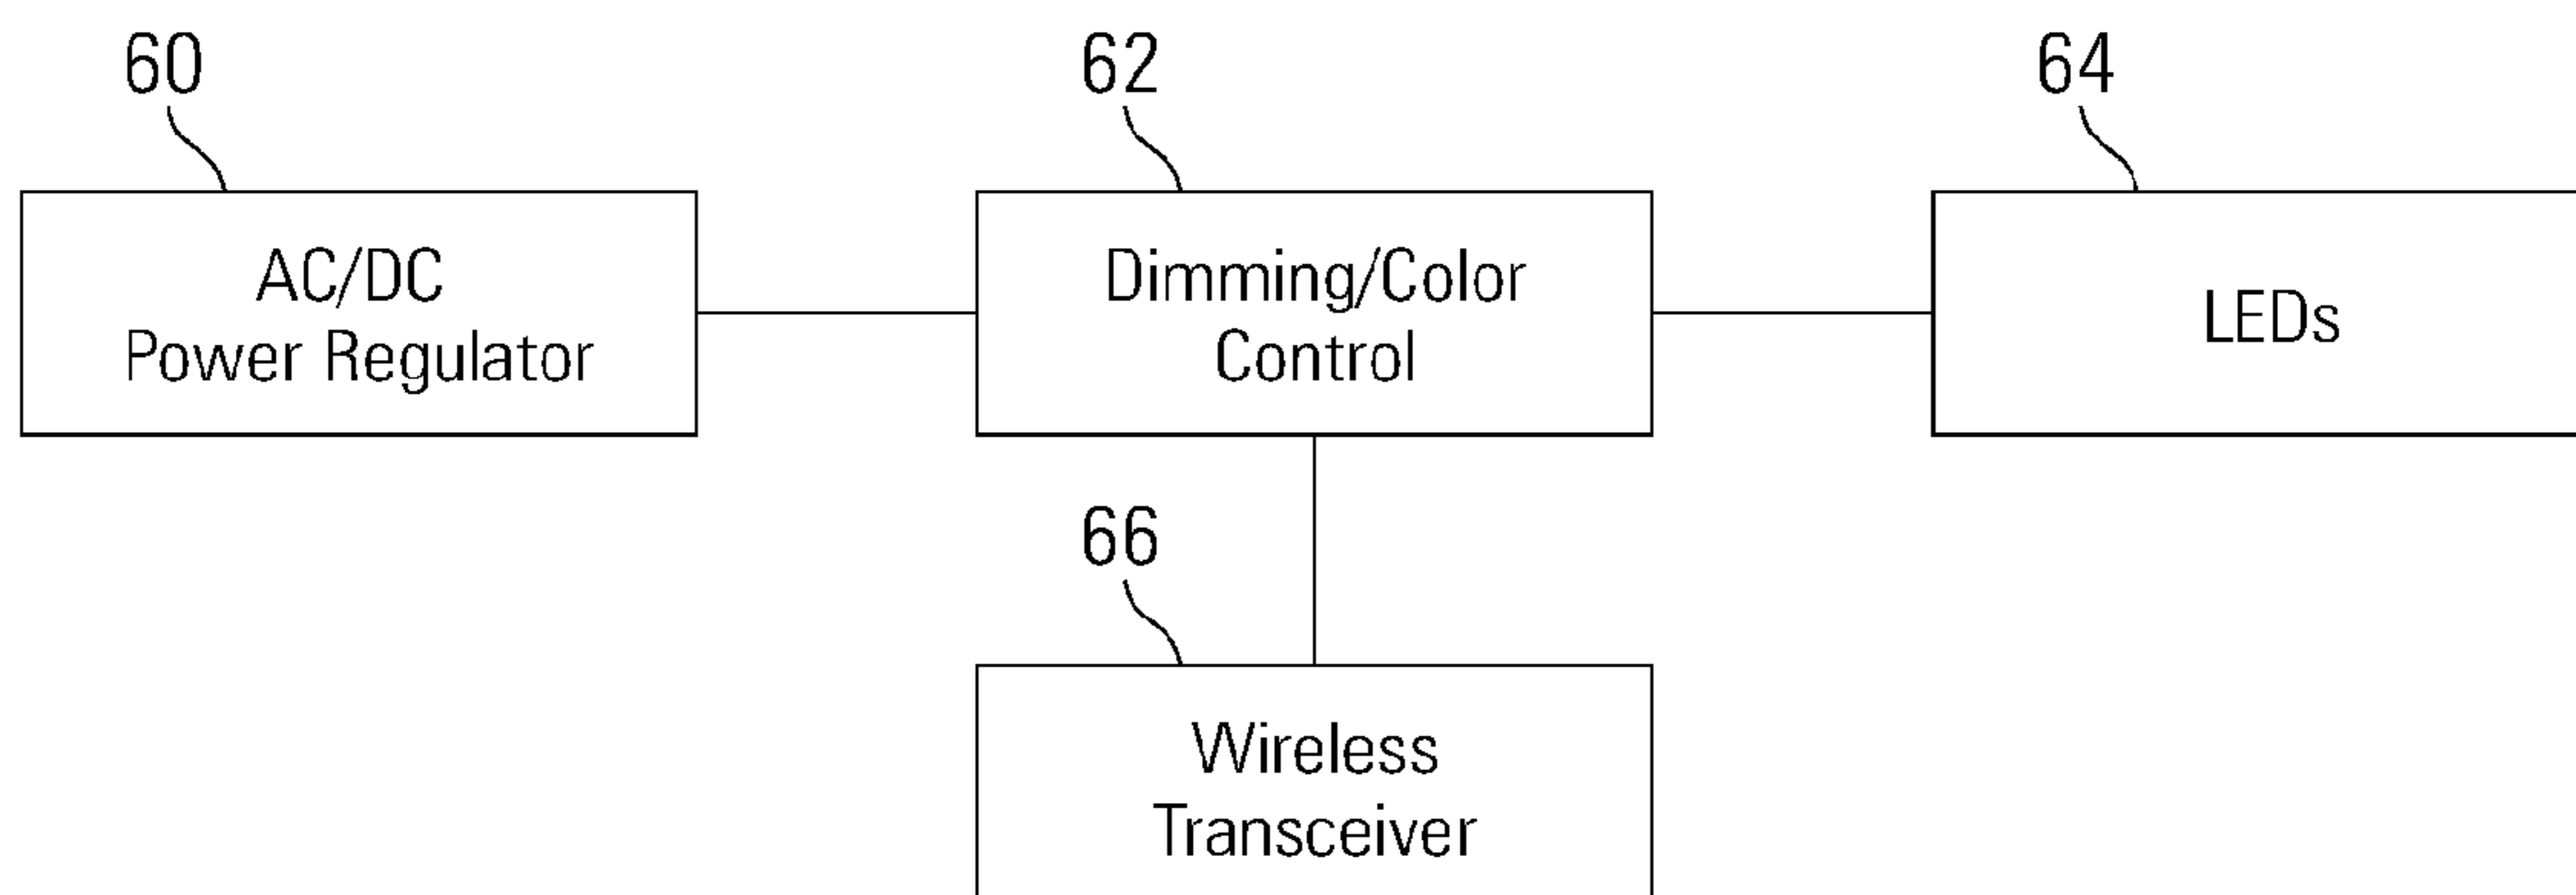 60
62
64
AC/DC
Power Regulator
Dimming/Color
Control
LEDs
66
Wireless
Transceiver